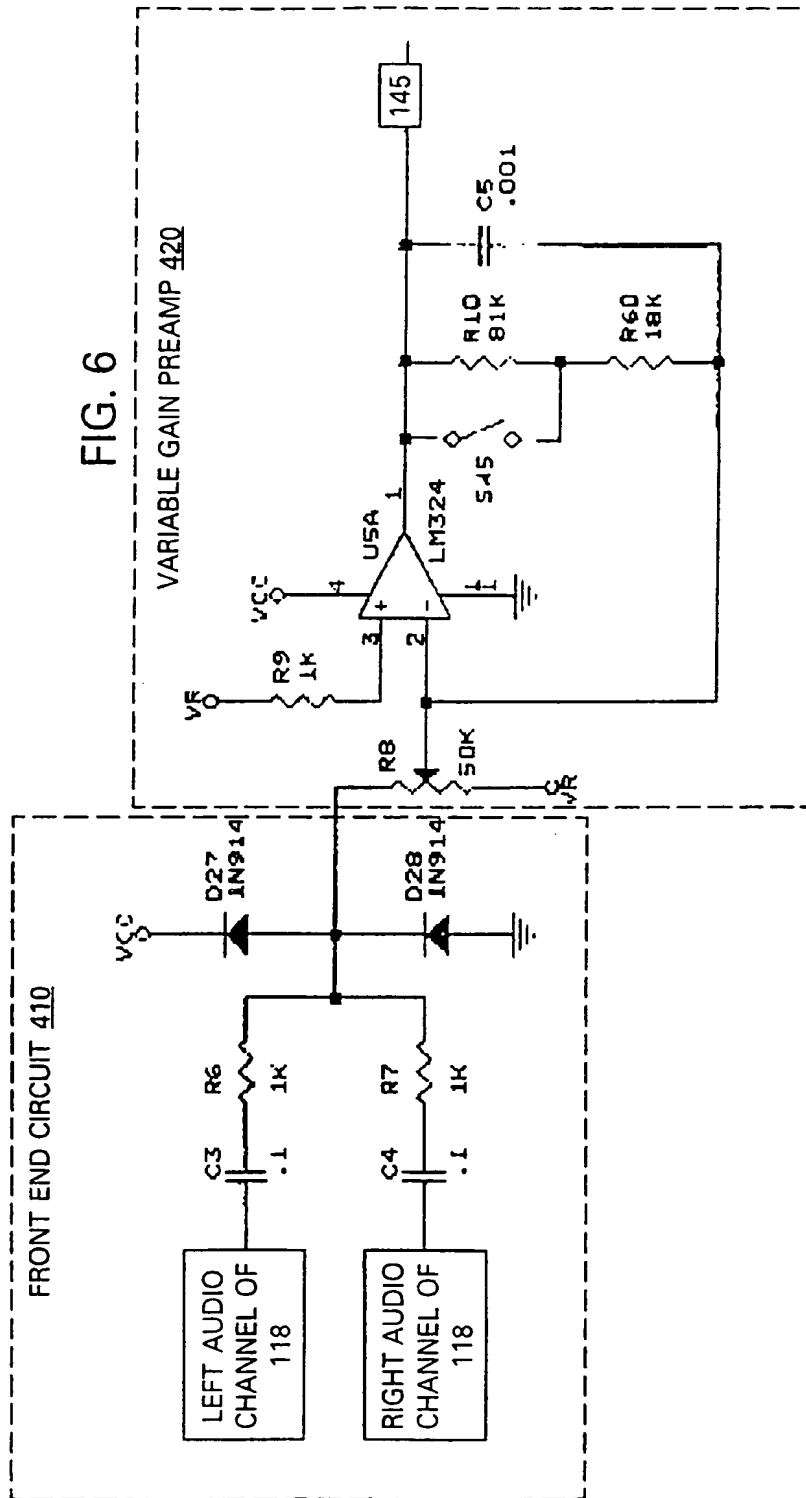 FIG. 6
FRONT END CIRCUIT 410
LEFT AUDIO
CHANNEL OF
118
RIGHT AUDIO
CHANNEL OF
118
C3
.1
R6
1K
C4
.1
R7
1K
VCC
D27
1N914
D28
1N914
VARIABLE GAIN PREAMP 420
R8
50K
VR
VR
R9
1K
VCC
3
2
+
-
4
11
U5A
LM324
1
SW5
R10
81K
R60
18K
C5
.001
145